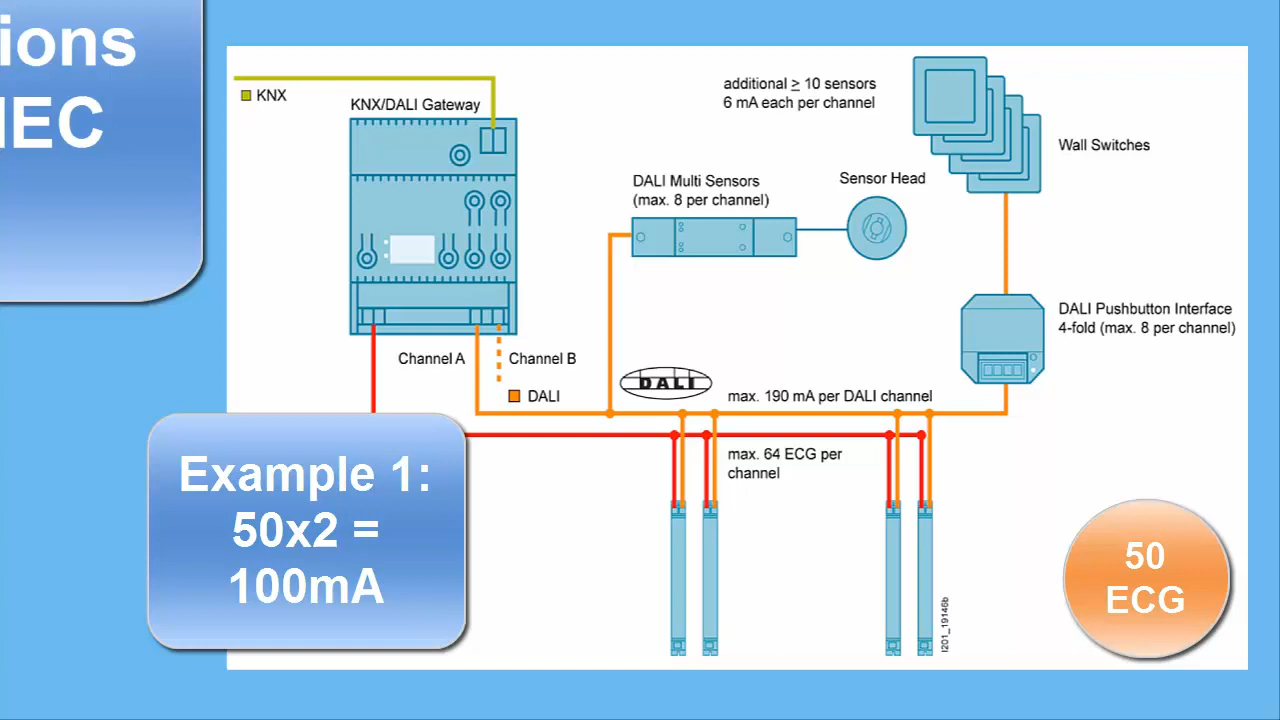 ions
IEC
KNX
KNX/DALI Gateway
additional ≥ 10 sensors
6 mA each per channel
Wall Switches
DALI Multi Sensors
(max. 8 per channel)
Sensor Head
DALI Pushbutton Interface
4-fold (max. 8 per channel)
Channel A
Channel B
DALI
DALI
max. 190 mA per DALI channel
max. 64 ECG per
channel
Example 1:
50x2 =
100mA
50
ECG
I201_19146b